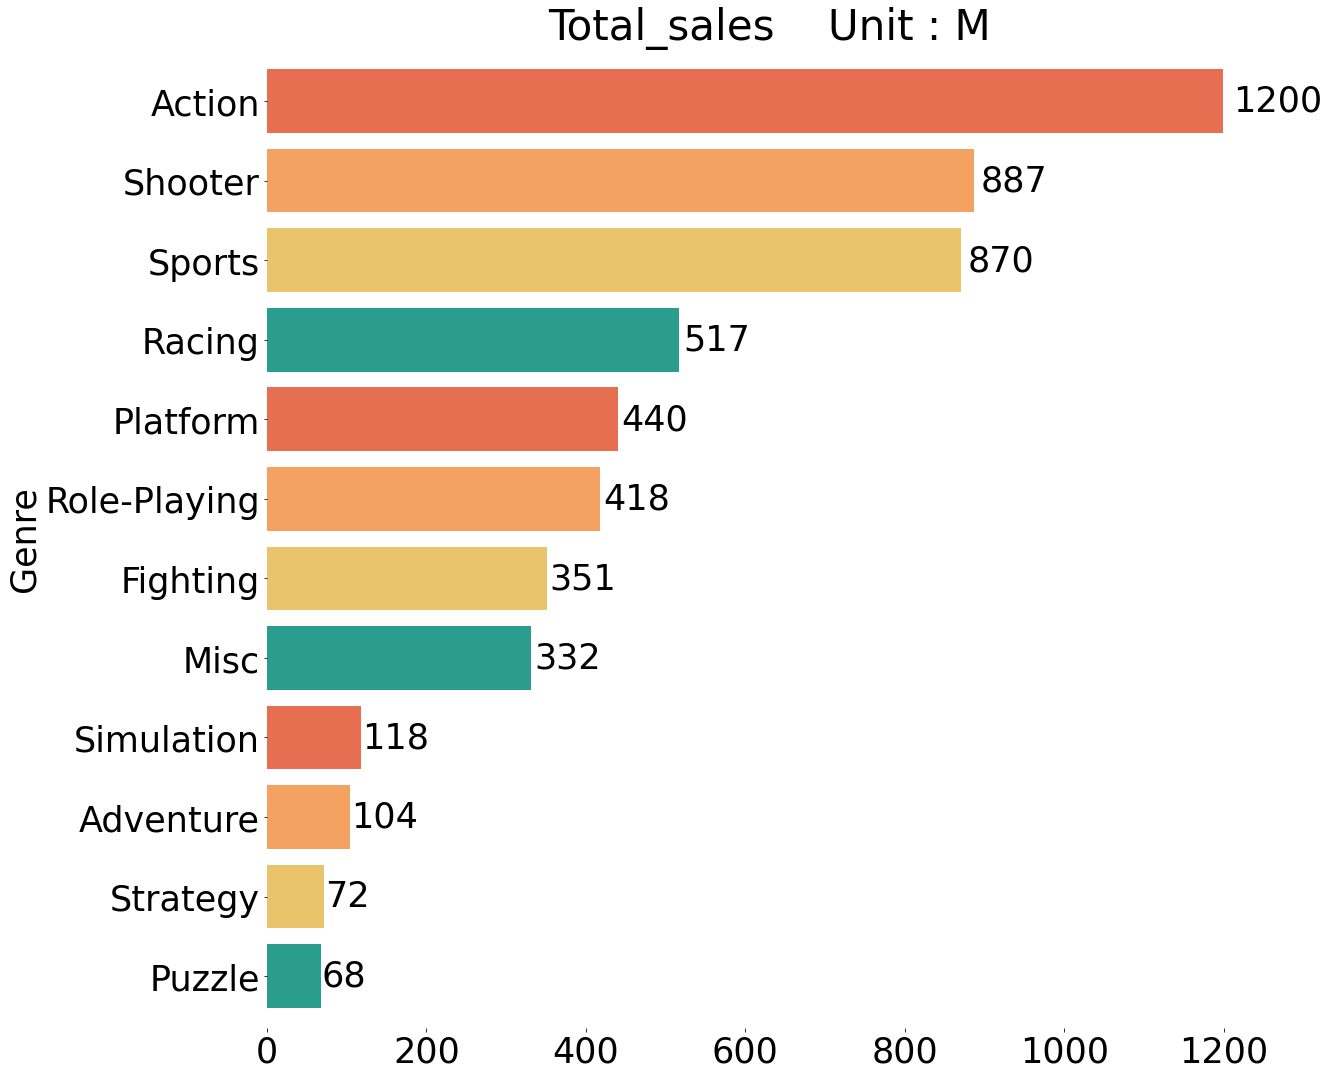 Total_sales    Unit : M
Action 1200
Shooter 887
Sports 870
Racing 517
Platform 440
Role-Playing 418
Fighting 351
Misc 332
Simulation 118
Adventure 104
Strategy 72
Puzzle 68
Genre
0 200 400 600 800 1000 1200